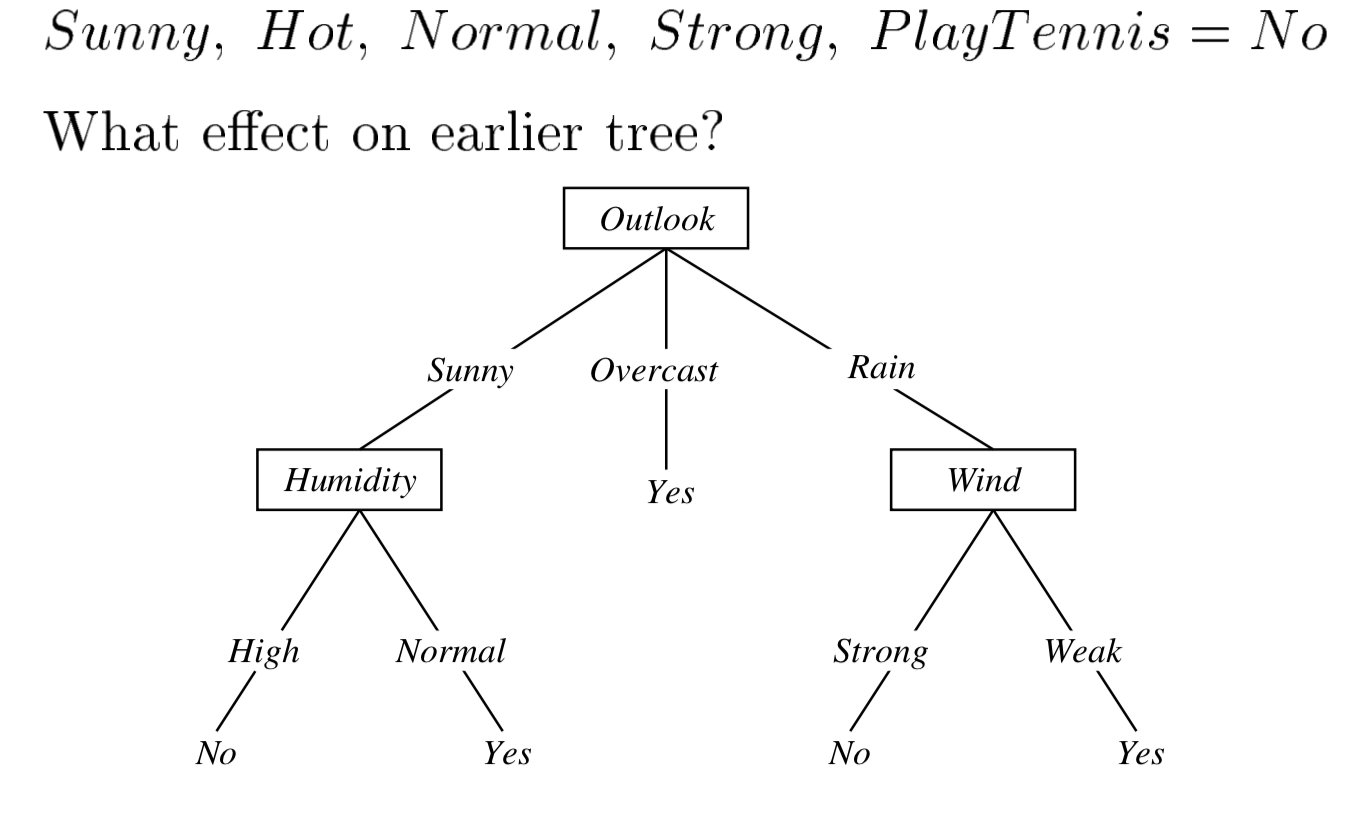 Sunny, Hot, Normal, Strong, PlayTennis = No
What effect on earlier tree?
Outlook
Sunny Overcast Rain
Humidity Yes Wind
High Normal Strong Weak
No Yes No Yes